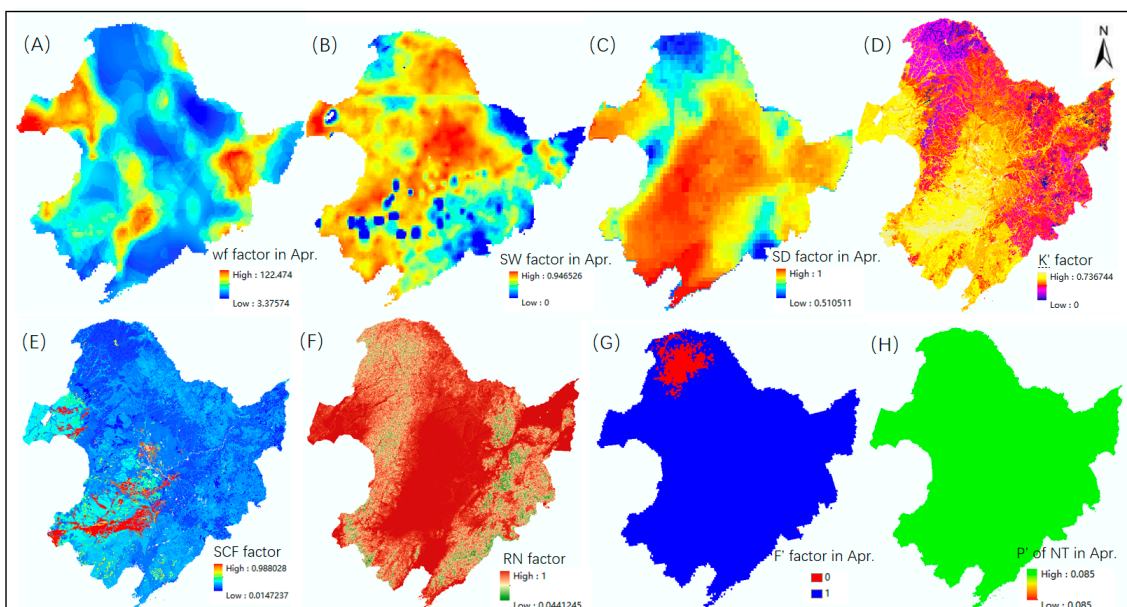 (A)
(B)
(C)
(D)
N
wf factor in Apr.
High : 122.474
Low : 3.37574
SW factor in Apr.
High : 0.946526
Low : 0
SD factor in Apr.
High : 1
Low : 0.510511
K' factor
High : 0.736744
Low : 0
(E)
(F)
(G)
(H)
SCF factor
High : 0.988028
Low : 0.0147237
RN factor
High : 1
Low : 0.0441245
F' factor in Apr.
0
1
P' of NT in Apr.
High : 0.085
Low : 0.085